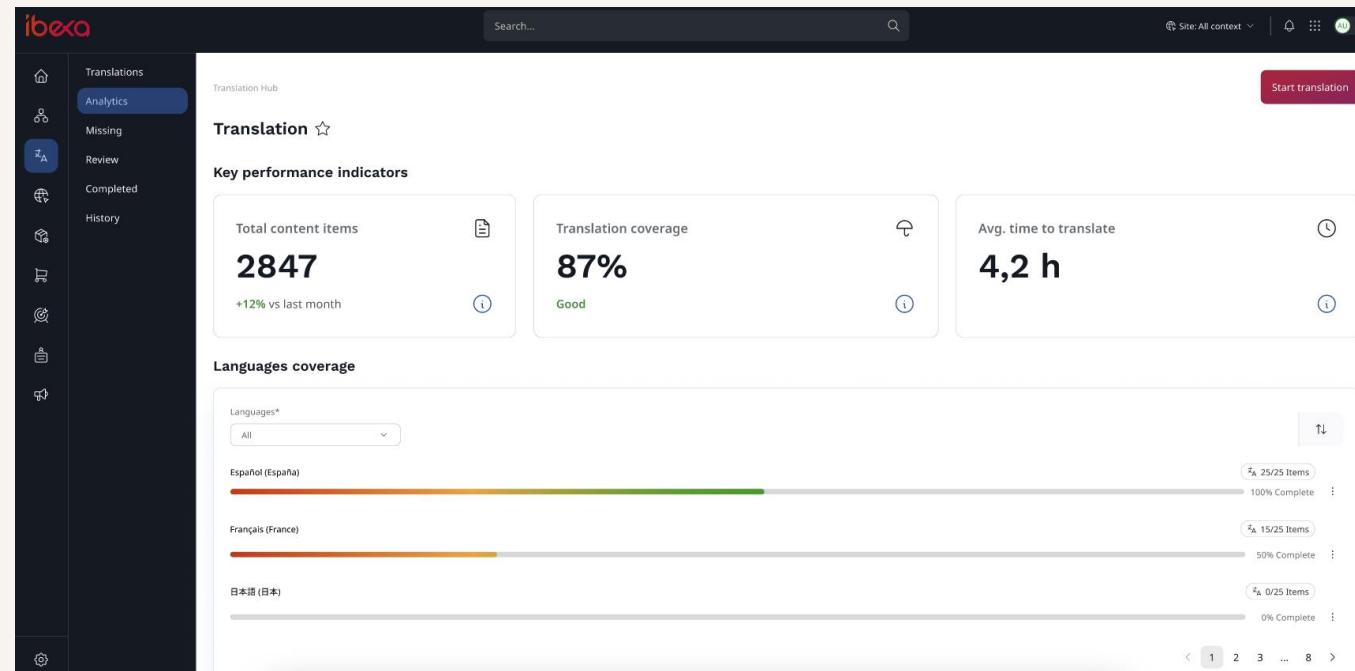 ibexa
Search...
Site: All context
AU
Translations
Analytics
Missing
Review
Completed
History
Translation Hub
Start translation
Translation
Key performance indicators
Total content items
2847
+12% vs last month
Translation coverage
87%
Good
Avg. time to translate
4,2 h
Languages coverage
Languages*
All
Español (España)
25/25 Items
100% Complete
Français (France)
15/25 Items
50% Complete
日本語 (日本)
0/25 Items
0% Complete
1 2 3 ... 8